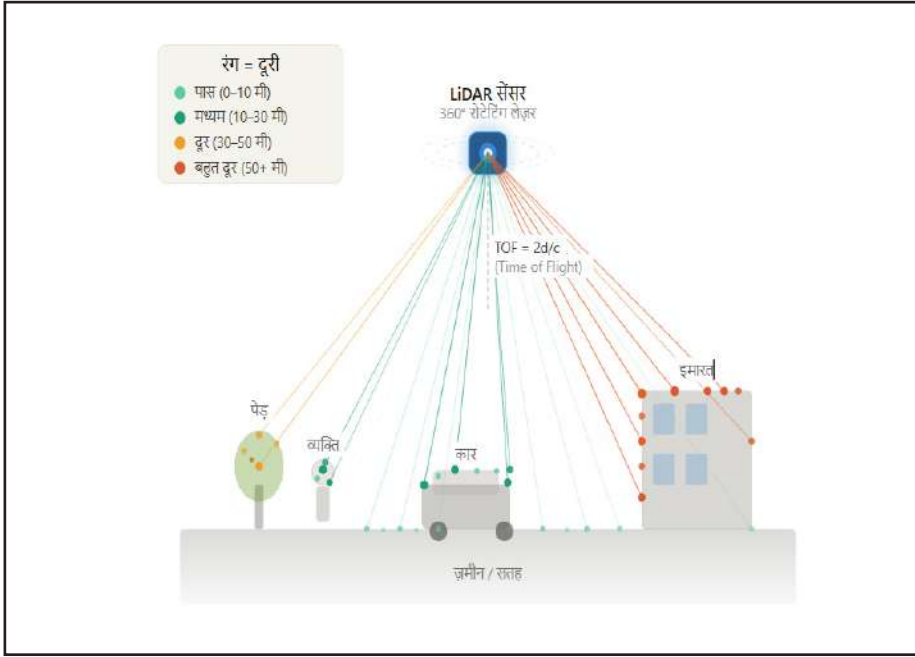 रंग = दूरी
पास (0–10 मी)
मध्यम (10–30 मी)
दूर (30–50 मी)
बहुत दूर (50+ मी)
LiDAR सेंसर
360° रोटेटिंग लेज़र
TOF = 2d/c
(Time of Flight)
इमारत
पेड़
व्यक्ति
कार
ज़मीन / सतह